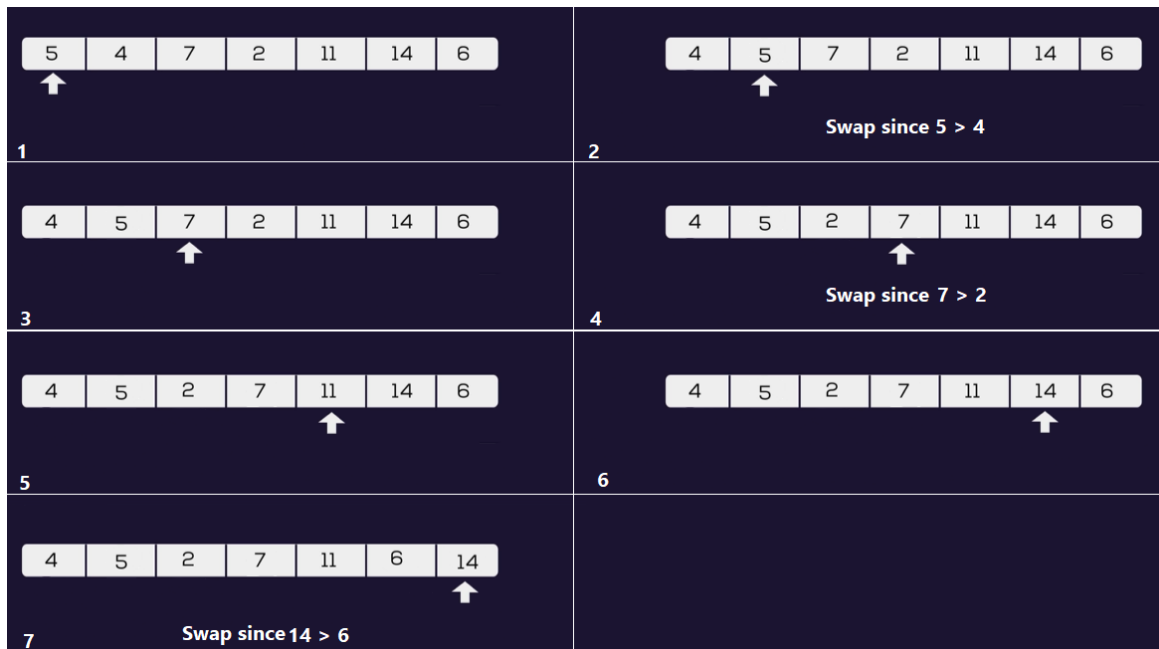 5 4 7 2 11 14 6
1
4 5 7 2 11 14 6
Swap since 5 > 4
2
4 5 7 2 11 14 6
3
4 5 2 7 11 14 6
Swap since 7 > 2
4
4 5 2 7 11 14 6
5
4 5 2 7 11 14 6
6
4 5 2 7 11 6 14
Swap since 14 > 6
7